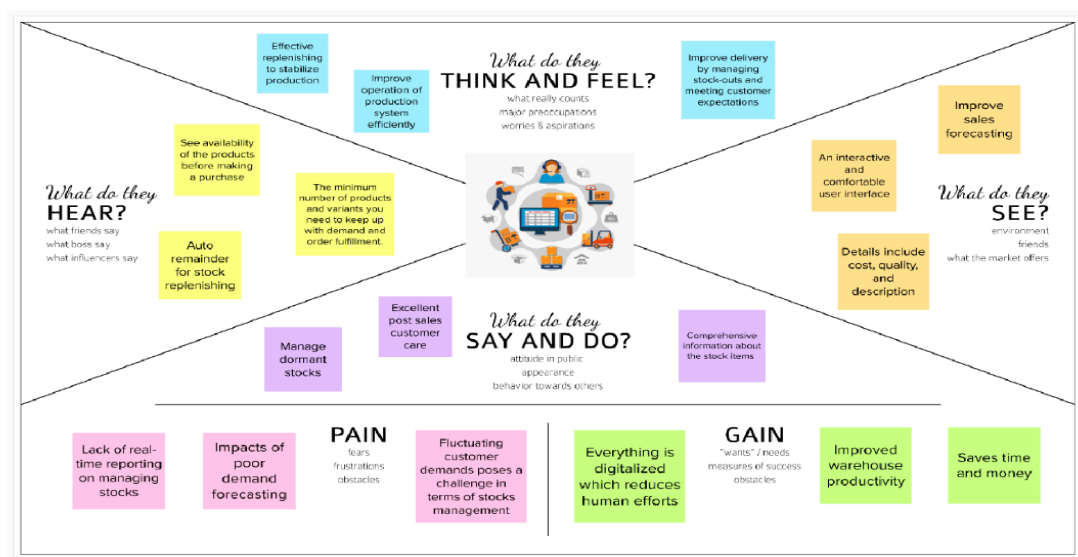 Effective
replenishing
to stabilize
production
Improve
operation of
production
system
efficiently
What do they
THINK AND FEEL?
what really counts
major preoccupations
worries & aspirations
Improve delivery
by managing
stock-outs and
meeting customer
expectations
See availability
of the products
before making
a purchase
The minimum
number of products
and variants you
need to keep up
with demand and
order fulfillment.
What do they
HEAR?
what friends say
what boss say
what influencers say
Auto
remainder
for stock
replenishing
Improve
sales
forecasting
An interactive
and
comfortable
user interface
What do they
SEE?
environment
friends
what the market offers
Details include
cost, quality,
and
description
Manage
dormant
stocks
Excellent
post sales
customer
care
What do they
SAY AND DO?
attitude in public
appearance
behavior towards others
Comprehensive
information about
the stock items
Lack of real-
time reporting
on managing
stocks
Impacts of
poor
demand
forecasting
PAIN
fears
frustrations
obstacles
Fluctuating
customer
demands poses a
challenge in
terms of stocks
management
Everything is
digitalized
which reduces
human efforts
GAIN
"wants" / needs
measures of success
obstacles
Improved
warehouse
productivity
Saves time
and money